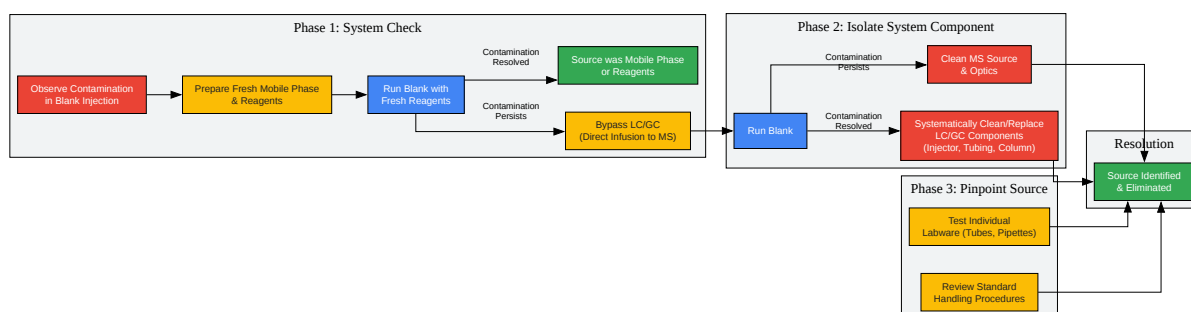 Phase 1: System Check
Observe Contamination
in Blank Injection
Prepare Fresh Mobile Phase
& Reagents
Run Blank with
Fresh Reagents
Contamination
Resolved
Source was Mobile Phase
or Reagents
Contamination
Persists
Bypass LC/GC
(Direct Infusion to MS)
Phase 2: Isolate System Component
Run Blank
Contamination
Persists
Clean MS Source
& Optics
Contamination
Resolved
Systematically Clean/Replace
LC/GC Components
(Injector, Tubing, Column)
Phase 3: Pinpoint Source
Test Individual
Labware (Tubes, Pipettes)
Review Standard
Handling Procedures
Resolution
Source Identified
& Eliminated